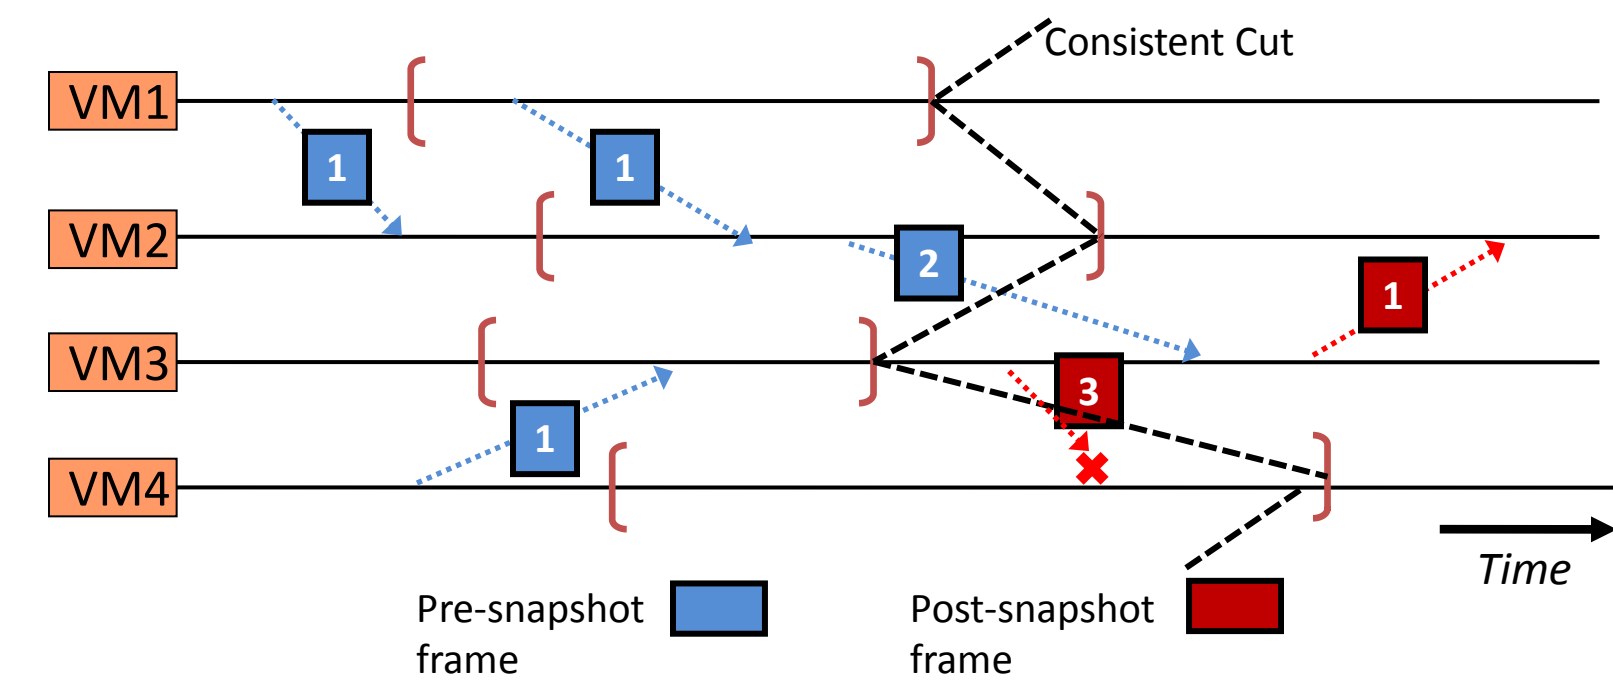 Consistent Cut
VM1
1
1
VM2
2
1
VM3
3
1
VM4
Time
Pre-snapshot
frame
Post-snapshot
frame